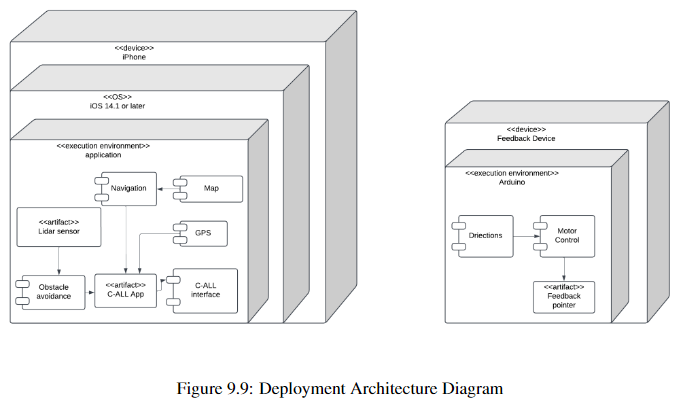 <<device>>
iPhone
<<OS>>
iOS 14.1 or later
<<execution environment>>
application
Navigation
Map
<<artifact>>
Lidar sensor
GPS
Obstacle
avoidance
<<artifact>>
C-ALL App
C-ALL
interface
<<device>>
Feedback Device
<<execution environment>>
Arduino
Driections
Motor
Control
<<artifact>>
Feedback
pointer
Figure 9.9: Deployment Architecture Diagram